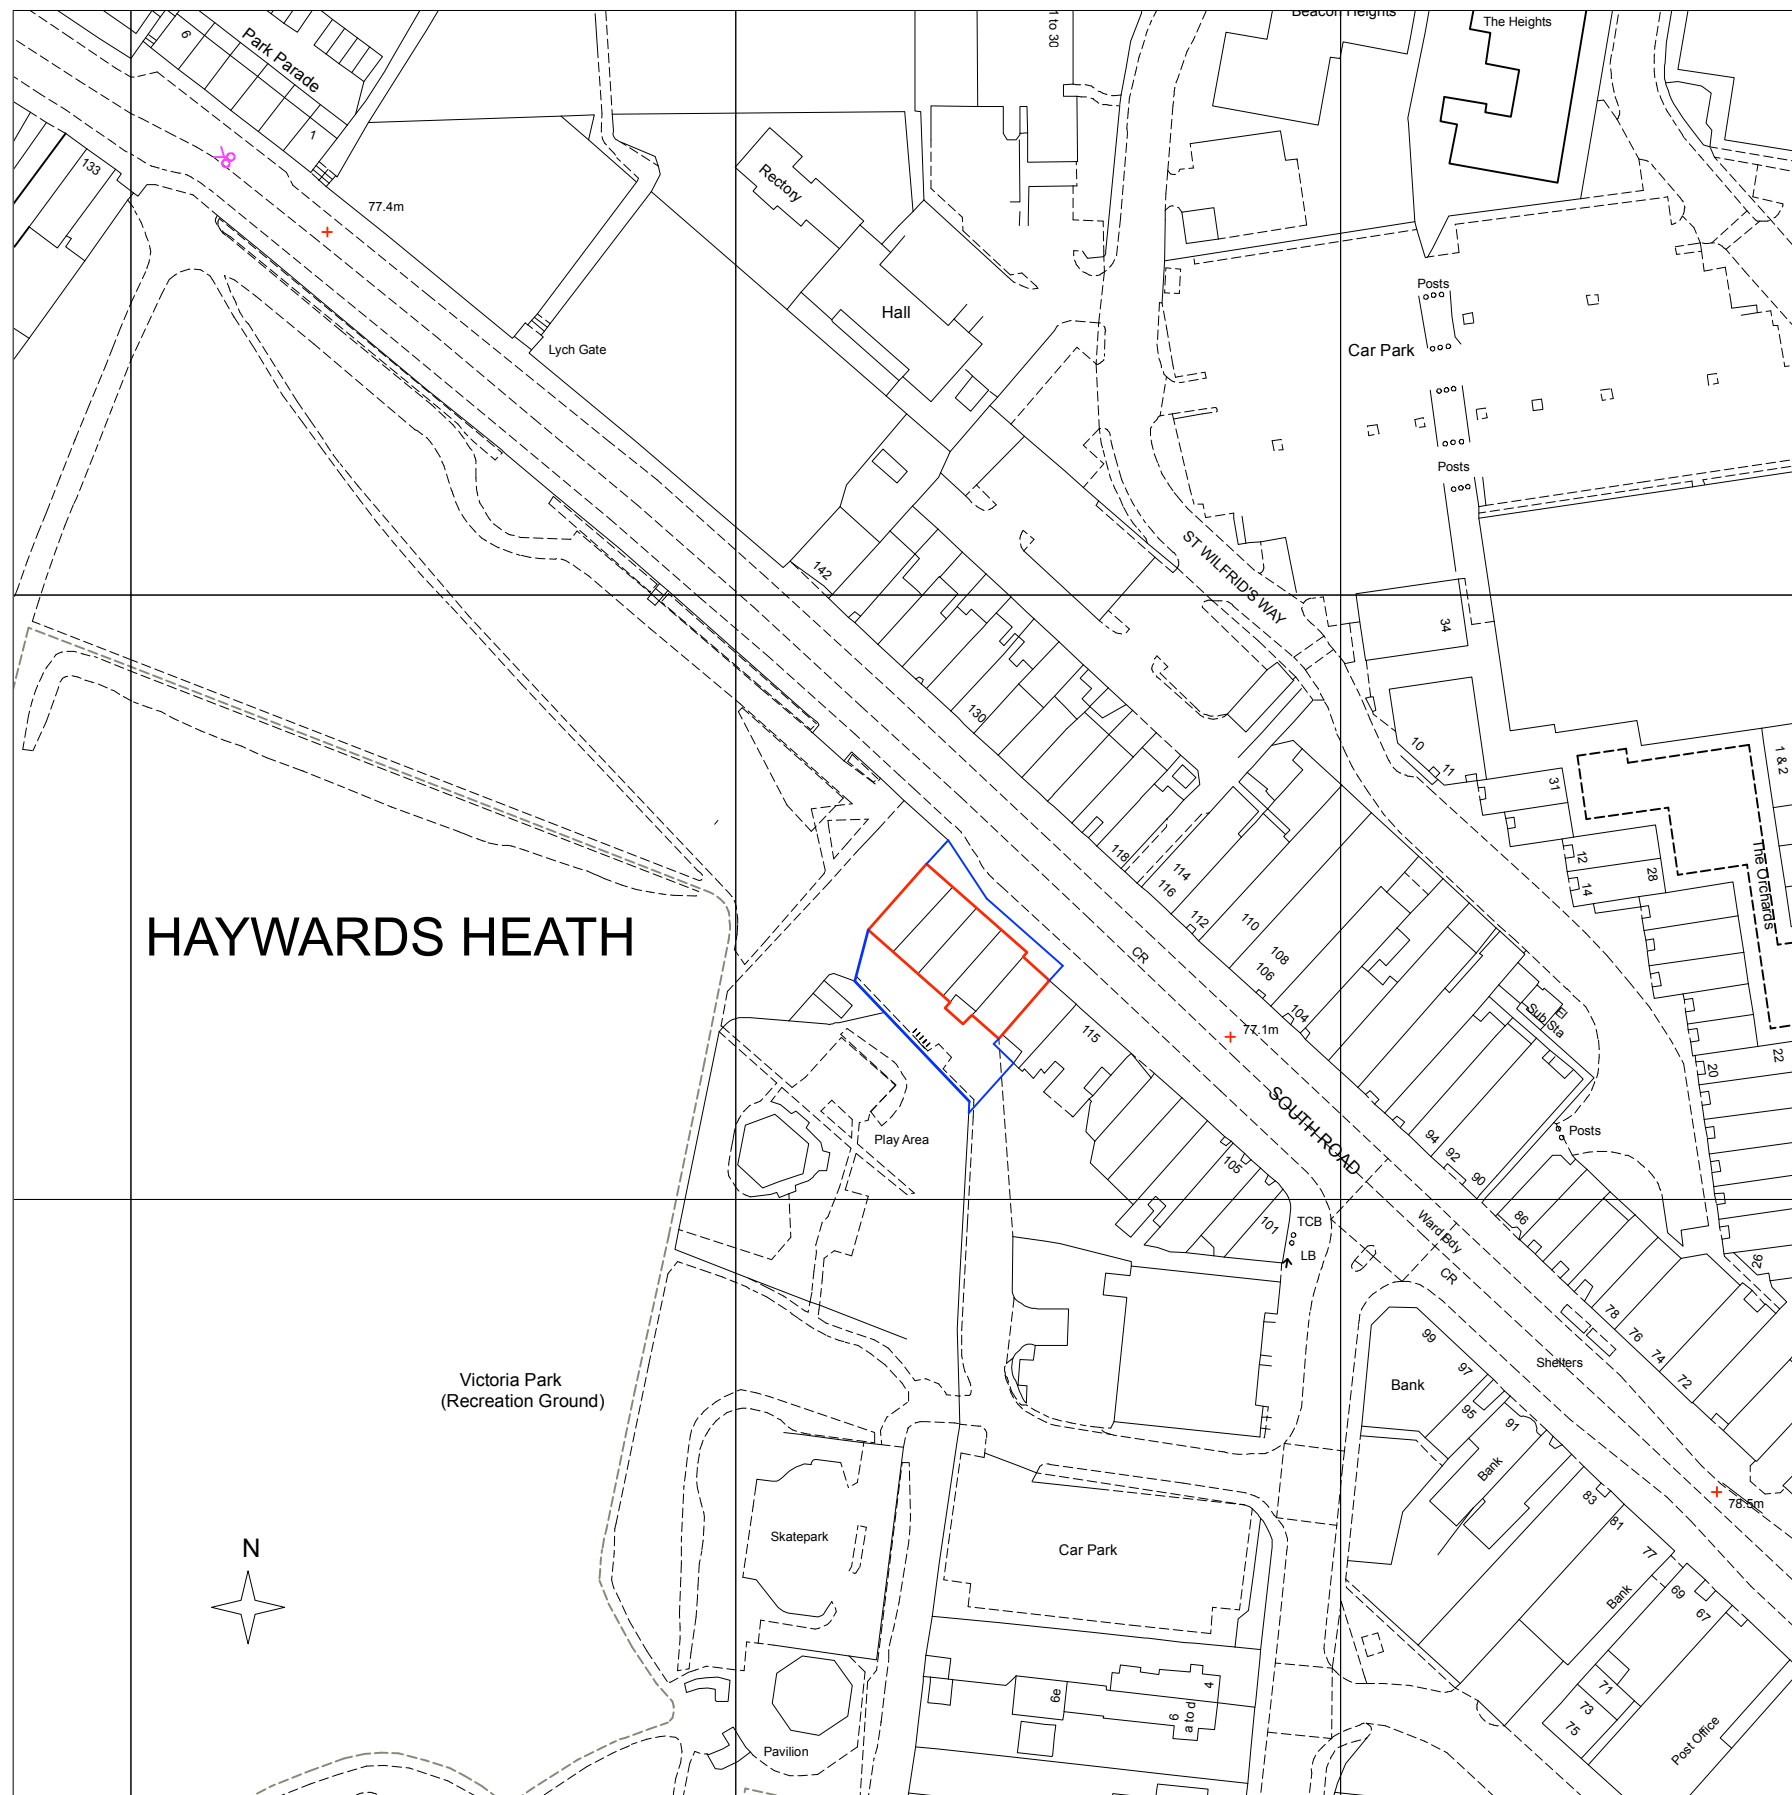 Beacon Heights
The Heights
1 to 30
6
Park Parade
1
133
77.4m
Rectory
Hall
Lych Gate
Posts
Car Park
Posts
142
ST WILFRID'S WAY
34
130
10
11
31
1 & 2
12
14
28
The Orchards
118
114
116
112
110
108
106
104
HAYWARDS HEATH
CR
El
Sub Sta
77.1m
115
22
20
SOUTH ROAD
Play Area
Posts
94
92
90
105
101
TCB
LB
86
Ward Bdy
CR
26
78
76
74
72
Shelters
99
97
95
91
Bank
Bank
Victoria Park
(Recreation Ground)
83
81
77
78.5m
Skatepark
Car Park
N
Bank
69
67
71
73
75
Post Office
6e
4
6
a to d
Pavilion